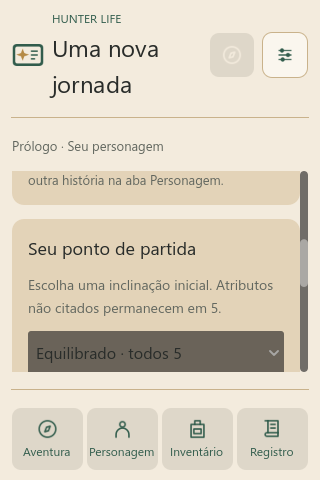 HUNTER LIFE
Uma nova
jornada
Prólogo · Seu personagem
outra história na aba Personagem.
Seu ponto de partida
Escolha uma inclinação inicial. Atributos
não citados permanecem em 5.
Equilibrado · todos 5
Aventura
Personagem
Inventário
Registro